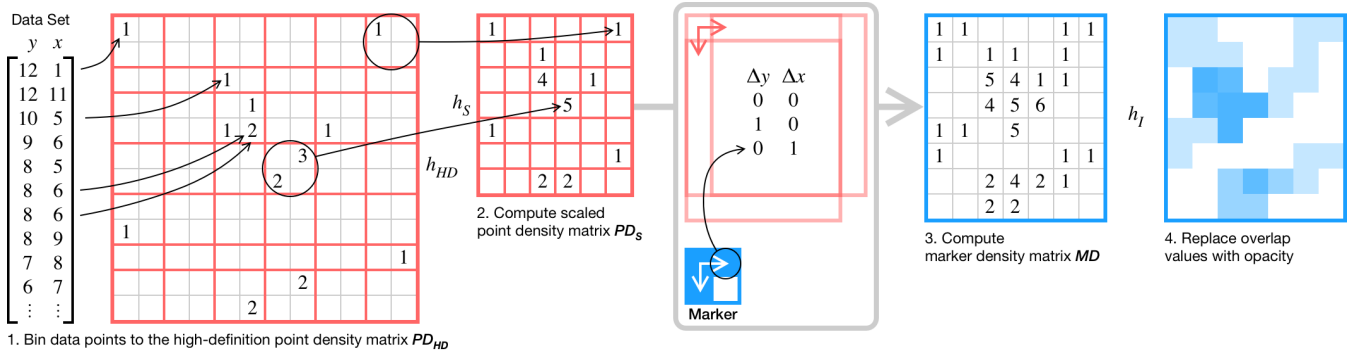 Data Set
y x
12 1
12 11
10 5
9 6
8 5
8 6
8 6
8 9
7 8
6 7
⋮ ⋮
1 1
1
1
1 2 1
3
2
1
1
2
2
h_HD
1. Bin data points to the high-definition point density matrix PD_HD
h_S
1 1
1
4 1
5
1
1
2 2
2. Compute scaled
point density matrix PD_S
Δy Δx
0 0
1 0
0 1
Marker
1 1 1 1
1 1 1 1
5 4 1 1
4 5 6
1 1 5
1 1 1
2 4 2 1
2 2
3. Compute
marker density matrix MD
h_I
4. Replace overlap
values with opacity